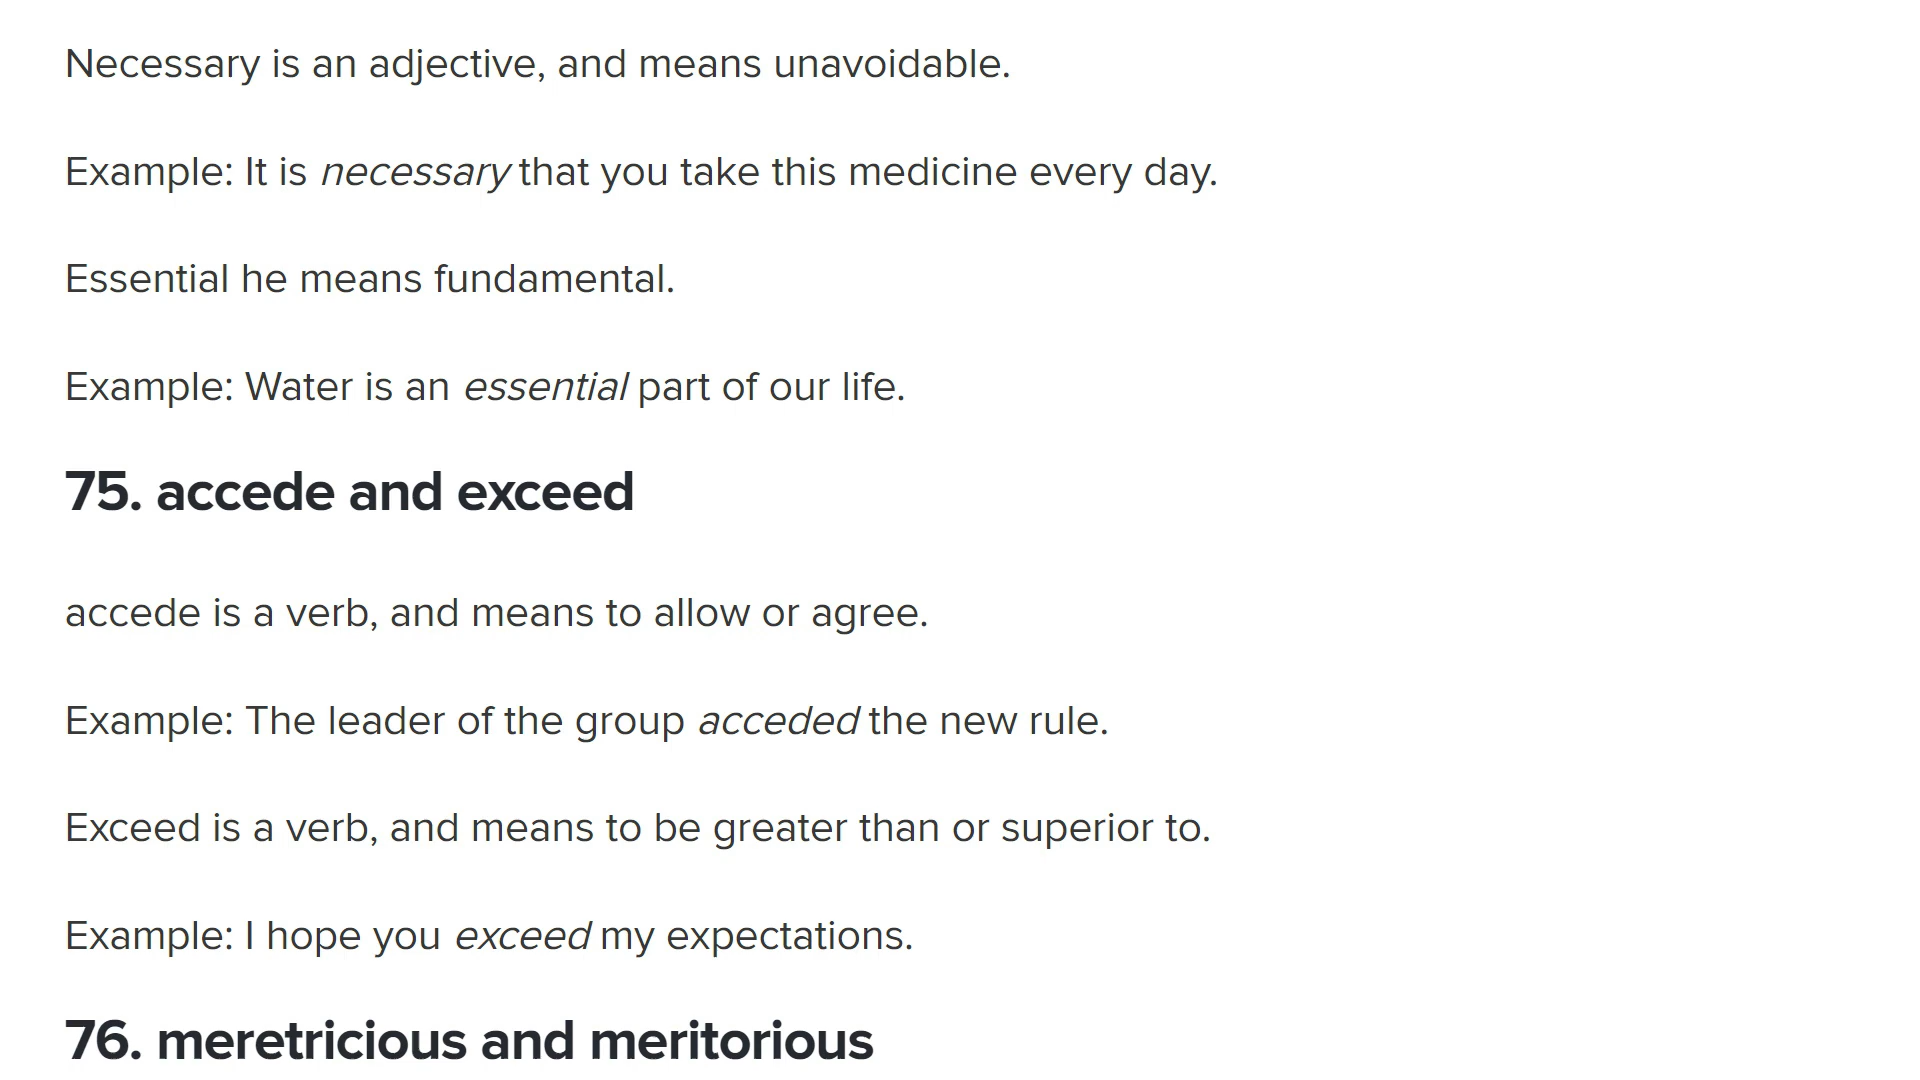 Necessary is an adjective, and means unavoidable.
Example: It is necessary that you take this medicine every day.
Essential he means fundamental.
Example: Water is an essential part of our life.
75. accede and exceed
accede is a verb, and means to allow or agree.
Example: The leader of the group acceded the new rule.
Exceed is a verb, and means to be greater than or superior to.
Example: I hope you exceed my expectations.
76. meretricious and meritorious